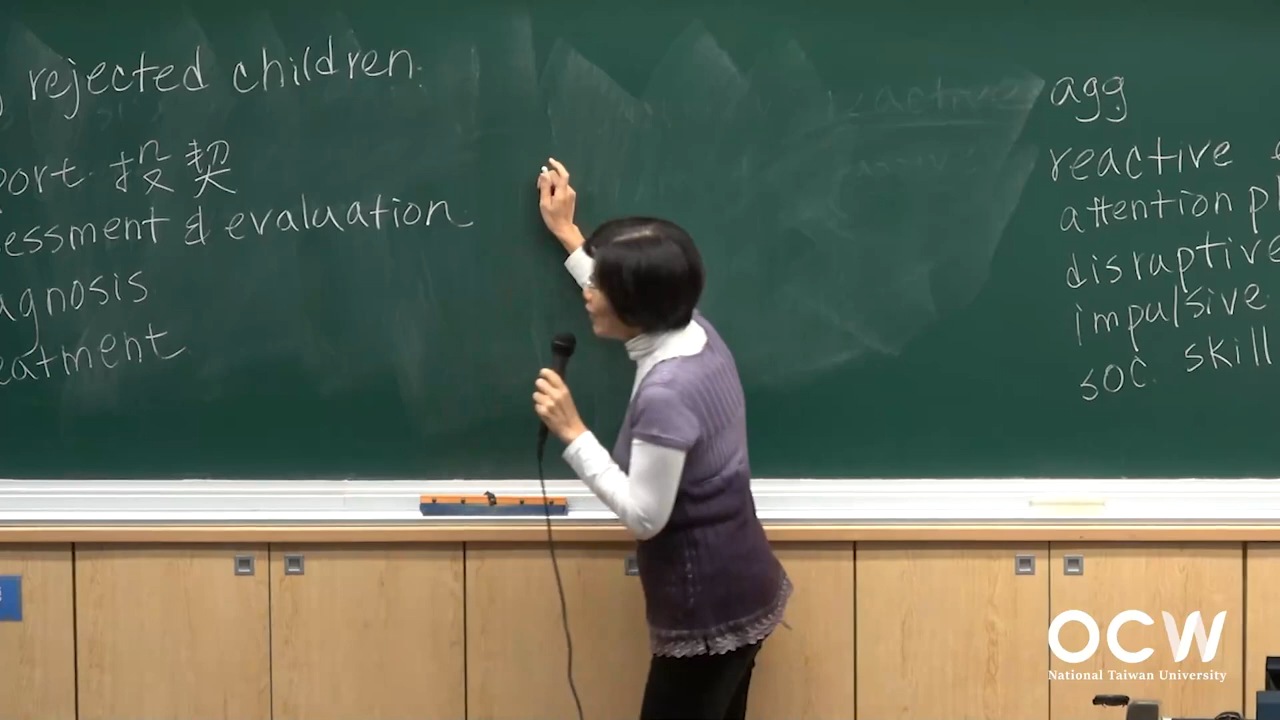 rejected children
port 投契
essment & evaluation
agnosis
eatment
agg
reactive
attention pl
disruptive
impulsive
soc. skill
OCW
National Taiwan University